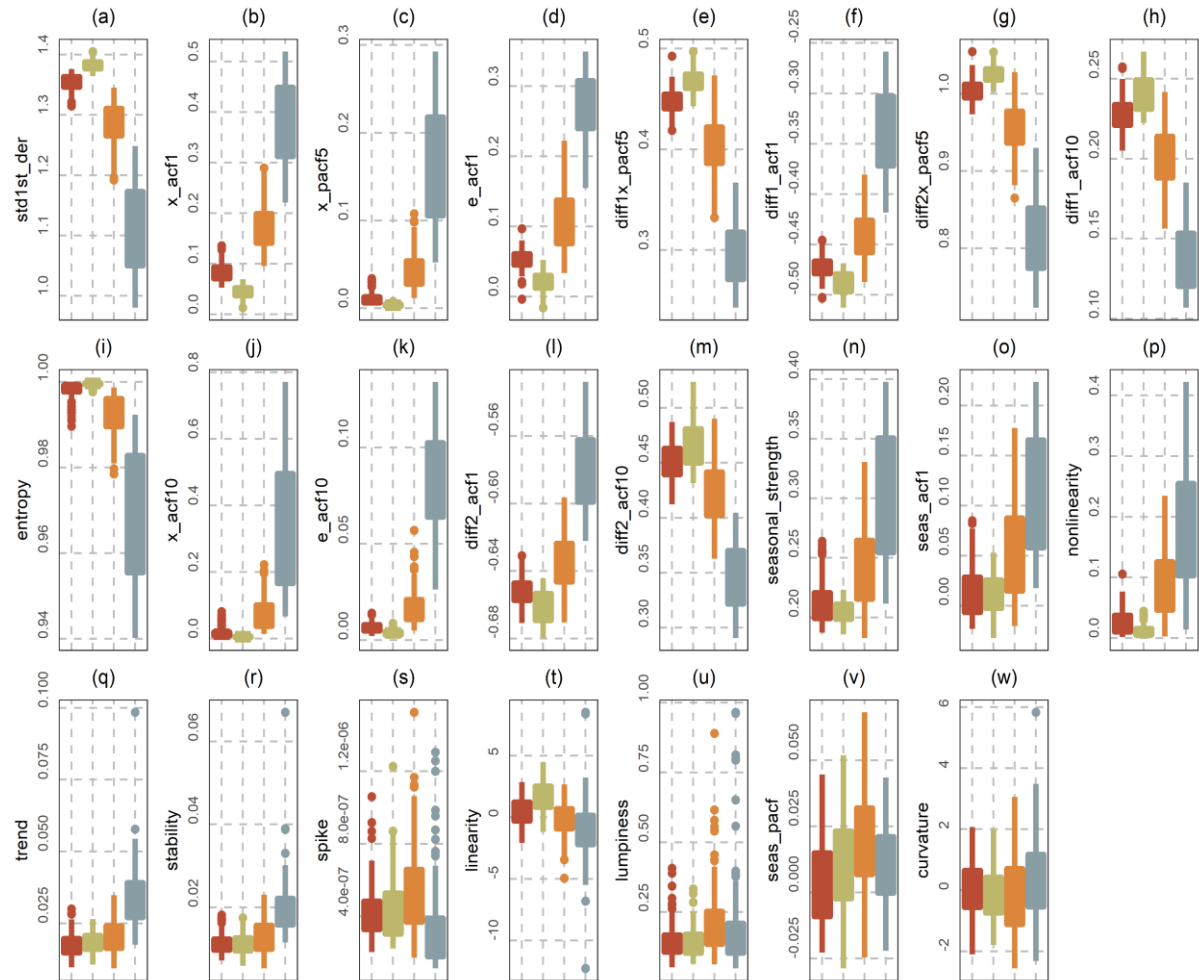 (a) (b) (c) (d) (e) (f) (g) (h)
std1st_der 1.0 1.1 1.2 1.3 1.4
x_acf1 0.0 0.1 0.2 0.3 0.4 0.5
x_pacf5 0.0 0.1 0.2 0.3
e_acf1 0.0 0.1 0.2 0.3
diff1x_pacf5 0.3 0.4 0.5
diff1_acf1 -0.50 -0.45 -0.40 -0.35 -0.30 -0.25
diff2x_pacf5 0.8 0.9 1.0
diff1_acf10 0.10 0.15 0.20 0.25
(i) (j) (k) (l) (m) (n) (o) (p)
entropy 0.94 0.96 0.98 1.00
x_acf10 0.0 0.2 0.4 0.6 0.8
e_acf10 0.00 0.05 0.10
diff2_acf1 -0.68 -0.64 -0.60 -0.56
diff2_acf10 0.30 0.35 0.40 0.45 0.50
seasonal_strength 0.20 0.25 0.30 0.40
seas_acf1 0.00 0.05 0.10 0.15 0.20
nonlinearity 0.0 0.1 0.2 0.3 0.4
(q) (r) (s) (t) (u) (v) (w)
trend 0.025 0.050 0.075 0.100
stability 0.02 0.04 0.06
spike 4.0e-07 8.0e-07 1.2e-06
linearity -10 -5 0 5
lumpiness 0.25 0.50 0.75 1.00
seas_pacf -0.025 0.000 0.025 0.050
curvature -2 0 2 4 6